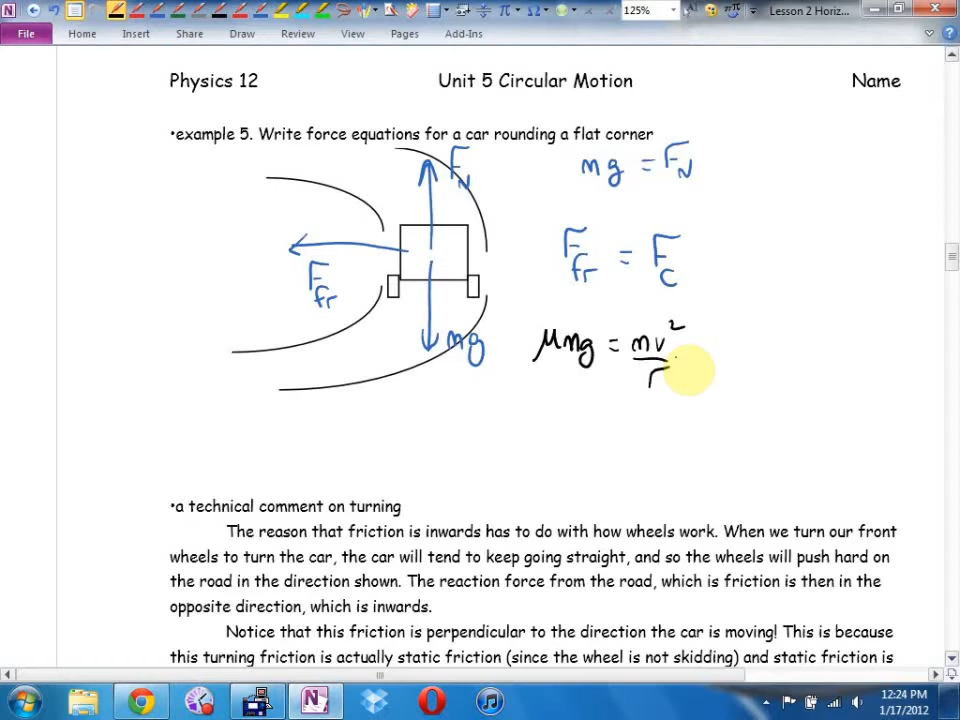 125%
Lesson 2 Horiz...
File Home Insert Share Draw Review View Pages Add-Ins
Physics 12 Unit 5 Circular Motion Name
•example 5. Write force equations for a car rounding a flat corner
F_N
mg = F_N
F_fr
F_fr = F_c
mg
μmg = mv²/r
•a technical comment on turning
The reason that friction is inwards has to do with how wheels work. When we turn our front
wheels to turn the car, the car will tend to keep going straight, and so the wheels will push hard on
the road in the direction shown. The reaction force from the road, which is friction is then in the
opposite direction, which is inwards.
Notice that this friction is perpendicular to the direction the car is moving! This is because
this turning friction is actually static friction (since the wheel is not skidding) and static friction is
12:24 PM
1/17/2012